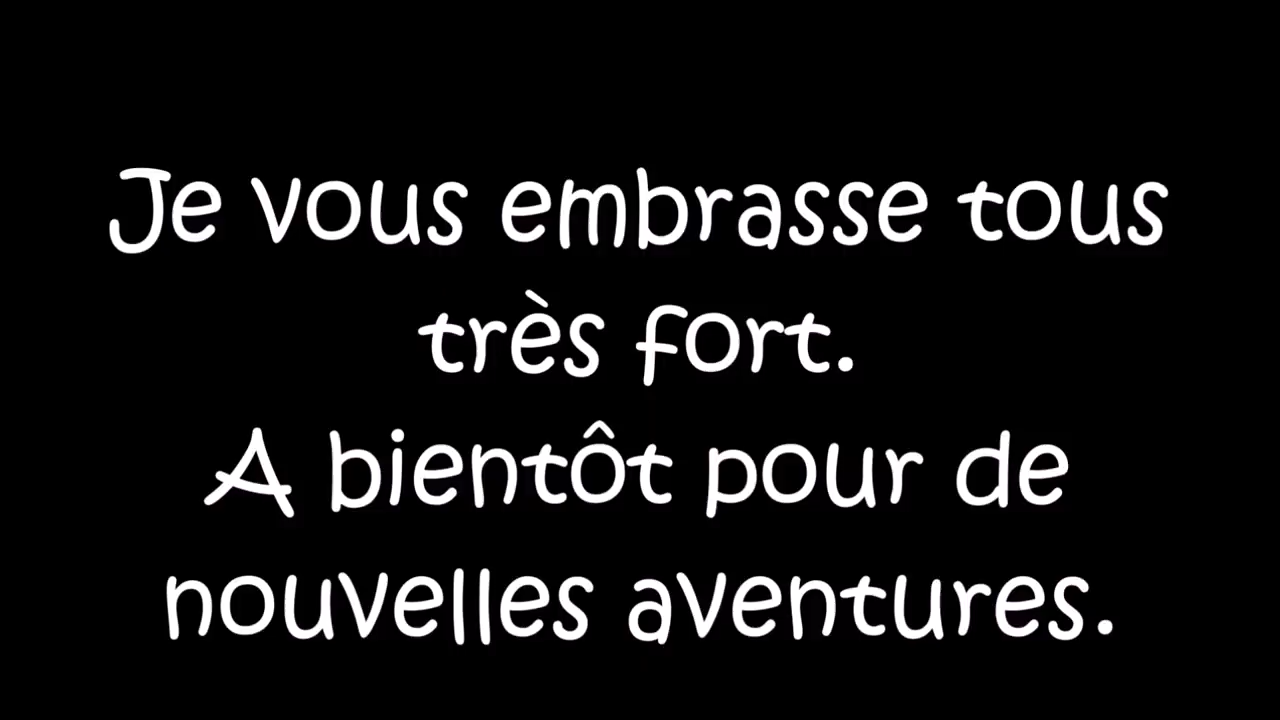 Je vous embrasse tous
très fort.
A bientôt pour de
nouvelles aventures.